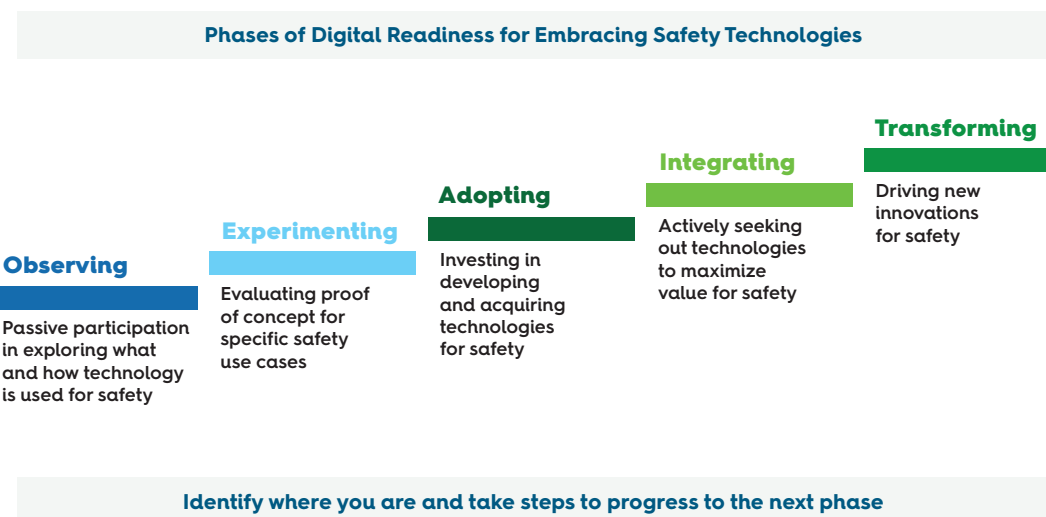 Phases of Digital Readiness for Embracing Safety Technologies
Observing
Passive participation
in exploring what
and how technology
is used for safety
Experimenting
Evaluating proof
of concept for
specific safety
use cases
Adopting
Investing in
developing
and acquiring
technologies
for safety
Integrating
Actively seeking
out technologies
to maximize
value for safety
Transforming
Driving new
innovations
for safety
Identify where you are and take steps to progress to the next phase